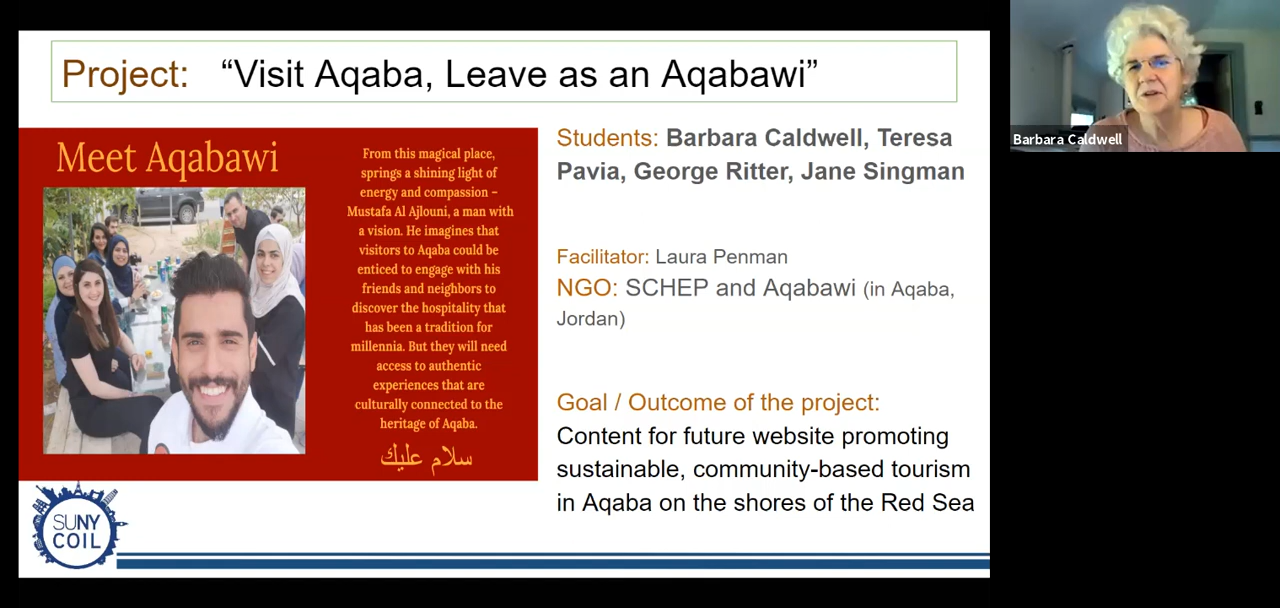 Project: “Visit Aqaba, Leave as an Aqabawi”
Meet Aqabawi
From this magical place,
springs a shining light of
energy and compassion –
Mustafa Al Ajlouni, a man with
a vision. He imagines that
visitors to Aqaba could be
enticed to engage with his
friends and neighbors to
discover the hospitality that
has been a tradition for
millennia. But they will need
access to authentic
experiences that are
culturally connected to the
heritage of Aqaba.
سلام عليك
Students: Barbara Caldwell, Teresa
Pavia, George Ritter, Jane Singman
Facilitator: Laura Penman
NGO: SCHEP and Aqabawi (in Aqaba,
Jordan)
Goal / Outcome of the project:
Content for future website promoting
sustainable, community-based tourism
in Aqaba on the shores of the Red Sea
SUNY
COIL
Barbara Caldwell